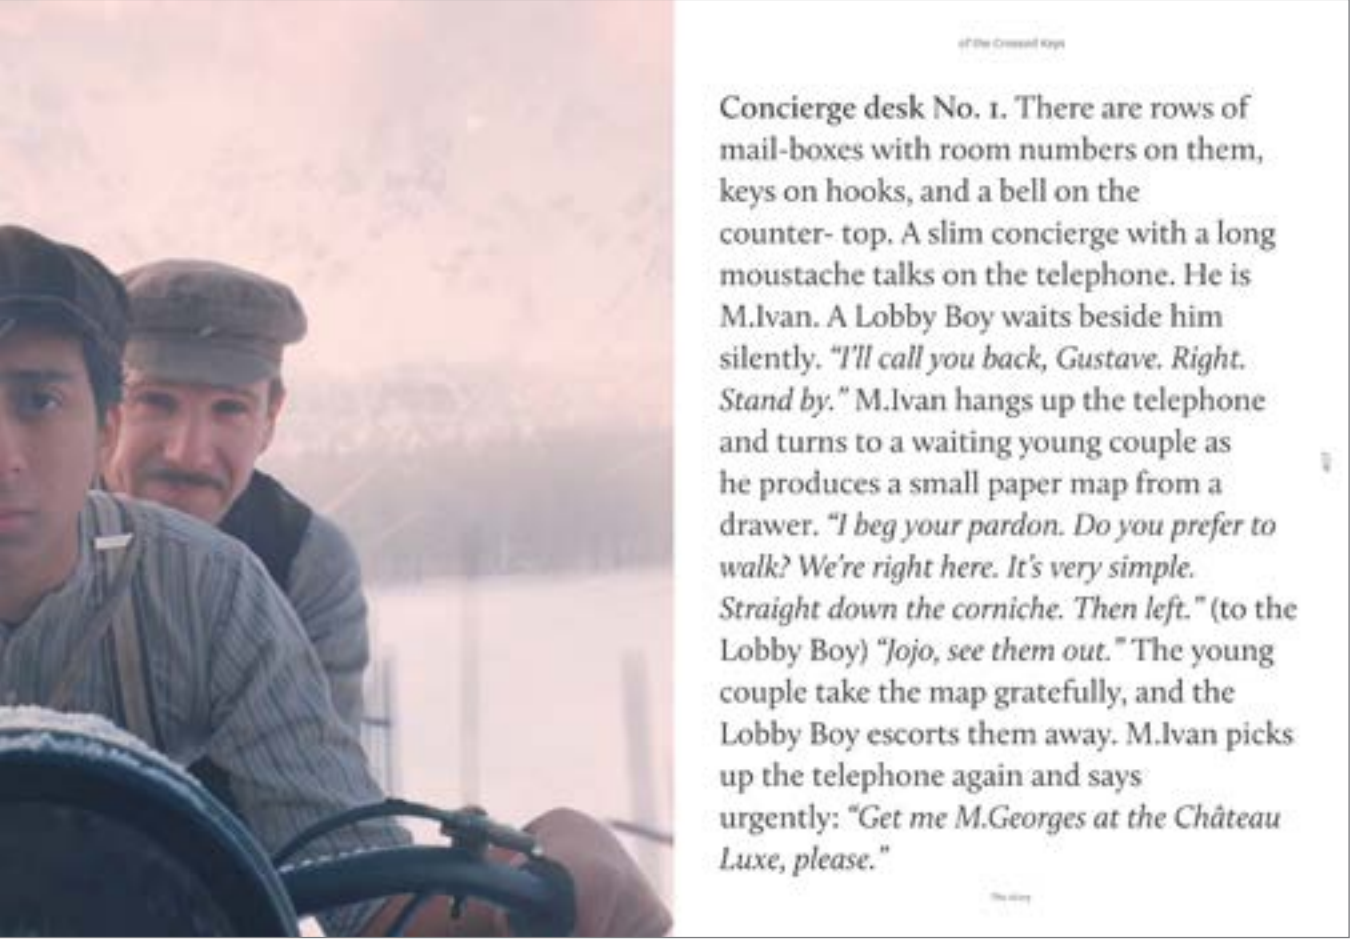 of the Crossed Keys
Concierge desk No. 1. There are rows of
mail-boxes with room numbers on them,
keys on hooks, and a bell on the
counter- top. A slim concierge with a long
moustache talks on the telephone. He is
M.Ivan. A Lobby Boy waits beside him
silently. “I’ll call you back, Gustave. Right.
Stand by.” M.Ivan hangs up the telephone
and turns to a waiting young couple as
he produces a small paper map from a
drawer. “I beg your pardon. Do you prefer to
walk? We’re right here. It’s very simple.
Straight down the corniche. Then left.” (to the
Lobby Boy) “Jojo, see them out.” The young
couple take the map gratefully, and the
Lobby Boy escorts them away. M.Ivan picks
up the telephone again and says
urgently: “Get me M.Georges at the Château
Luxe, please.”
The story